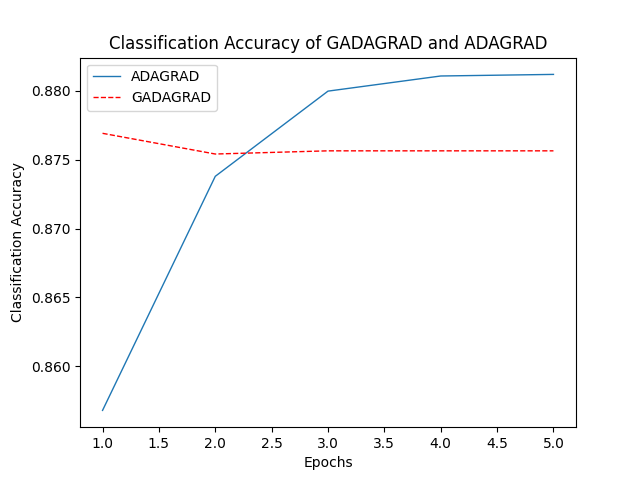 Classification Accuracy of GADAGRAD and ADAGRAD
ADAGRAD
GADAGRAD
0.880
0.875
0.870
0.865
0.860
Classification Accuracy
1.0 1.5 2.0 2.5 3.0 3.5 4.0 4.5 5.0
Epochs